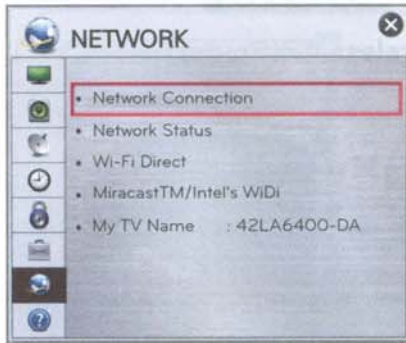 NETWORK
• Network Connection
• Network Status
• Wi-Fi Direct
• MiracastTM/Intel's WiDi
• My TV Name : 42LA6400-DA